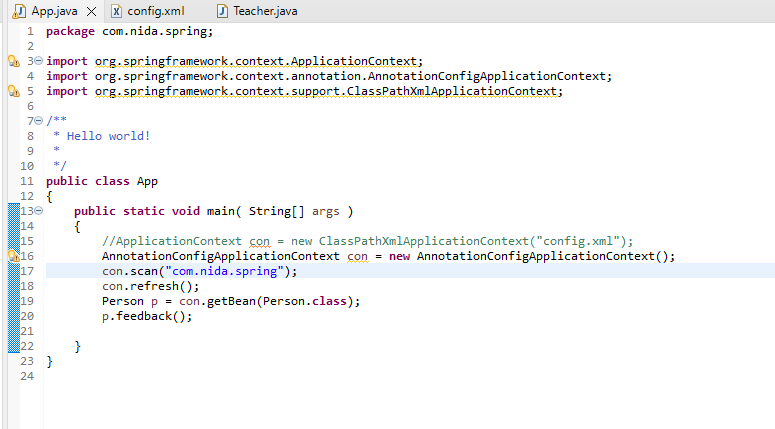 App.java config.xml Teacher.java
1 package com.nida.spring;
2
3 import org.springframework.context.ApplicationContext;
4 import org.springframework.context.annotation.AnnotationConfigApplicationContext;
5 import org.springframework.context.support.ClassPathXmlApplicationContext;
6
7 /**
8 * Hello world!
9 *
10 */
11 public class App
12 {
13 public static void main( String[] args )
14 {
15 //ApplicationContext con = new ClassPathXmlApplicationContext("config.xml");
16 AnnotationConfigApplicationContext con = new AnnotationConfigApplicationContext();
17 con.scan("com.nida.spring");
18 con.refresh();
19 Person p = con.getBean(Person.class);
20 p.feedback();
21
22 }
23 }
24